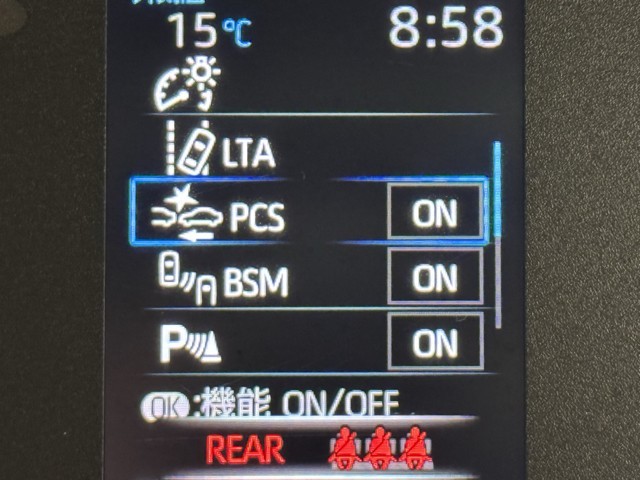 15℃ 8:58
LTA
PCS ON
BSM ON
P ON
OK:機能 ON/OFF
REAR